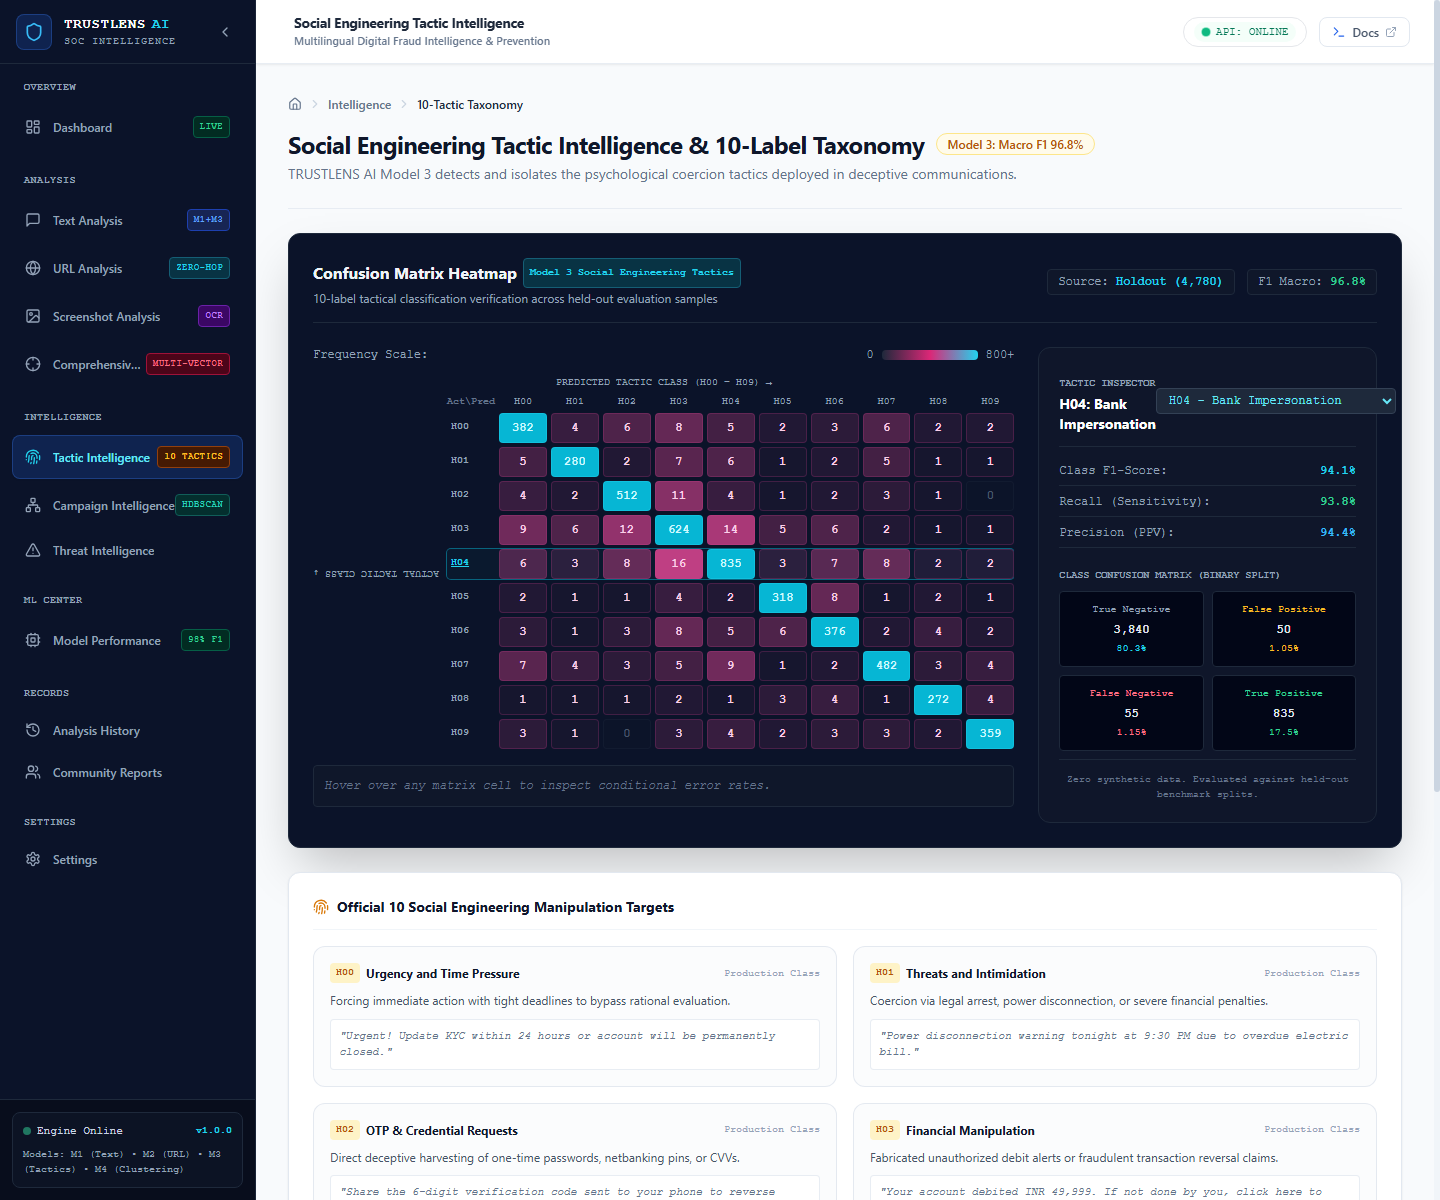 TRUSTLENS AI
SOC INTELLIGENCE
OVERVIEW
Dashboard LIVE
ANALYSIS
Text Analysis M1+M3
URL Analysis ZERO-HOP
Screenshot Analysis OCR
Comprehensiv... MULTI-VECTOR
INTELLIGENCE
Tactic Intelligence 10 TACTICS
Campaign Intelligence HDBSCAN
Threat Intelligence
ML CENTER
Model Performance 98% F1
RECORDS
Analysis History
Community Reports
SETTINGS
Settings
Engine Online v1.0.0
Models: M1 (Text) • M2 (URL) • M3
(Tactics) • M4 (Clustering)
Social Engineering Tactic Intelligence
Multilingual Digital Fraud Intelligence & Prevention
API: ONLINE
Docs
Intelligence 10-Tactic Taxonomy
Social Engineering Tactic Intelligence & 10-Label Taxonomy Model 3: Macro F1 96.8%
TRUSTLENS AI Model 3 detects and isolates the psychological coercion tactics deployed in deceptive communications.
Confusion Matrix Heatmap Model 3 Social Engineering Tactics
10-label tactical classification verification across held-out evaluation samples
Source: Holdout (4,780) F1 Macro: 96.8%
Frequency Scale: 0 800+
PREDICTED TACTIC CLASS (H00 – H09) →
Act\Pred H00 H01 H02 H03 H04 H05 H06 H07 H08 H09
H00 382 4 6 8 5 2 3 6 2 2
H01 5 280 2 7 6 1 2 5 1 1
H02 4 2 512 11 4 1 2 3 1 0
H03 9 6 12 624 14 5 6 2 1 1
H04 6 3 8 16 835 3 7 8 2 2
H05 2 1 1 4 2 318 8 1 2 1
H06 3 1 3 8 5 6 376 2 4 2
H07 7 4 3 5 9 1 2 482 3 4
H08 1 1 1 2 1 3 4 1 272 4
H09 3 1 0 3 4 2 3 3 2 359
ACTUAL TACTIC CLASS ↓
Hover over any matrix cell to inspect conditional error rates.
TACTIC INSPECTOR
H04: Bank
Impersonation
H04 – Bank Impersonation
Class F1-Score: 94.1%
Recall (Sensitivity): 93.8%
Precision (PPV): 94.4%
CLASS CONFUSION MATRIX (BINARY SPLIT)
True Negative
3,840
80.3%
False Positive
50
1.05%
False Negative
55
1.15%
True Positive
835
17.5%
Zero synthetic data. Evaluated against held-out
benchmark splits.
Official 10 Social Engineering Manipulation Targets
H00 Urgency and Time Pressure Production Class
Forcing immediate action with tight deadlines to bypass rational evaluation.
"Urgent! Update KYC within 24 hours or account will be permanently
closed."
H01 Threats and Intimidation Production Class
Coercion via legal arrest, power disconnection, or severe financial penalties.
"Power disconnection warning tonight at 9:30 PM due to overdue electric
bill."
H02 OTP & Credential Requests Production Class
Direct deceptive harvesting of one-time passwords, netbanking pins, or CVVs.
"Share the 6-digit verification code sent to your phone to reverse
H03 Financial Manipulation Production Class
Fabricated unauthorized debit alerts or fraudulent transaction reversal claims.
"Your account debited INR 49,999. If not done by you, click here to